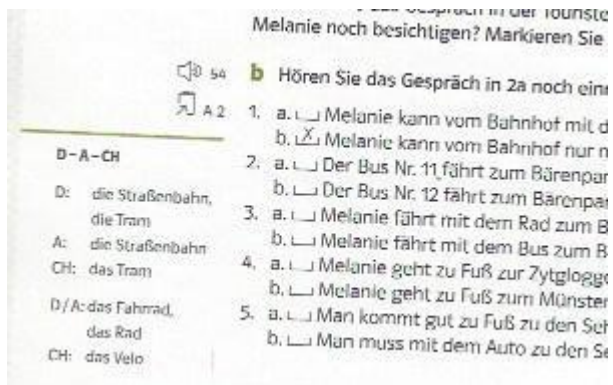 Gespräch in der Tourist
Melanie noch besichtigen? Markieren Sie
54 b Hören Sie das Gespräch in 2a noch ein
A 2
1. a. Melanie kann vom Bahnhof mit d
b. X Melanie kann vom Bahnhof nur m
2. a. Der Bus Nr. 11 fährt zum Bärenpar
b. Der Bus Nr. 12 fährt zum Bärenpar
3. a. Melanie fährt mit dem Rad zum B
b. Melanie fährt mit dem Bus zum B
4. a. Melanie geht zu Fuß zur Zytglogg
b. Melanie geht zu Fuß zum Münster
5. a. Man kommt gut zu Fuß zu den Seh
b. Man muss mit dem Auto zu den Se
D-A-CH
D: die Straßenbahn,
die Tram
A: die Straßenbahn
CH: das Tram
D/A: das Fahrrad,
das Rad
CH: das Velo